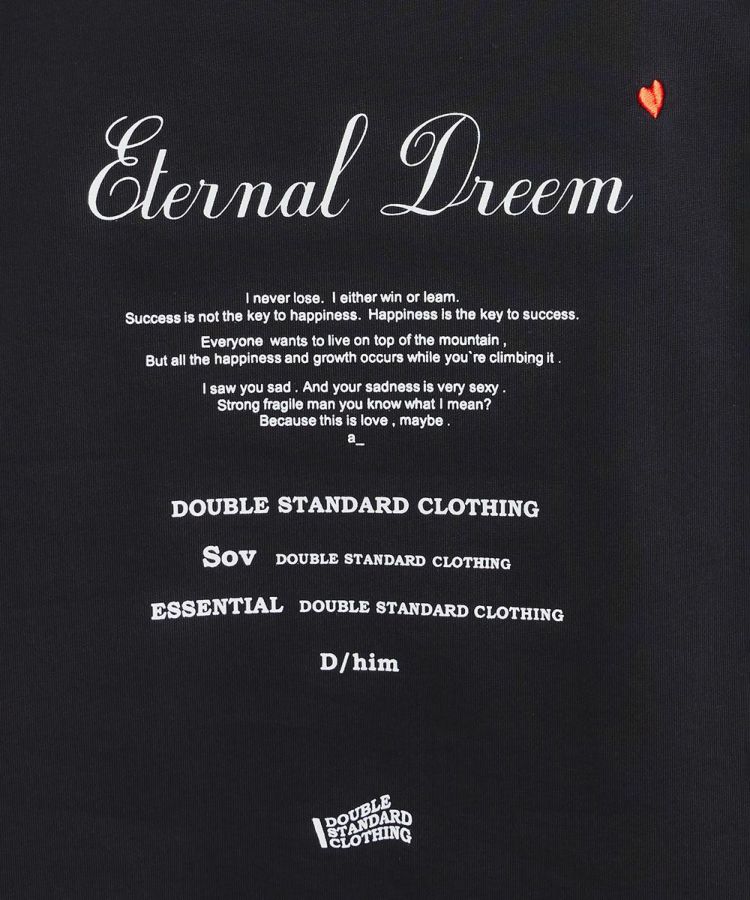 Eternal Dreem
I never lose. I either win or learn.
Success is not the key to happiness. Happiness is the key to success.
Everyone wants to live on top of the mountain ,
But all the happiness and growth occurs while you`re climbing it .
I saw you sad . And your sadness is very sexy .
Strong fragile man you know what I mean?
Because this is love , maybe .
a_
DOUBLE STANDARD CLOTHING
Sov DOUBLE STANDARD CLOTHING
ESSENTIAL DOUBLE STANDARD CLOTHING
D/him
DOUBLE
STANDARD
CLOTHING